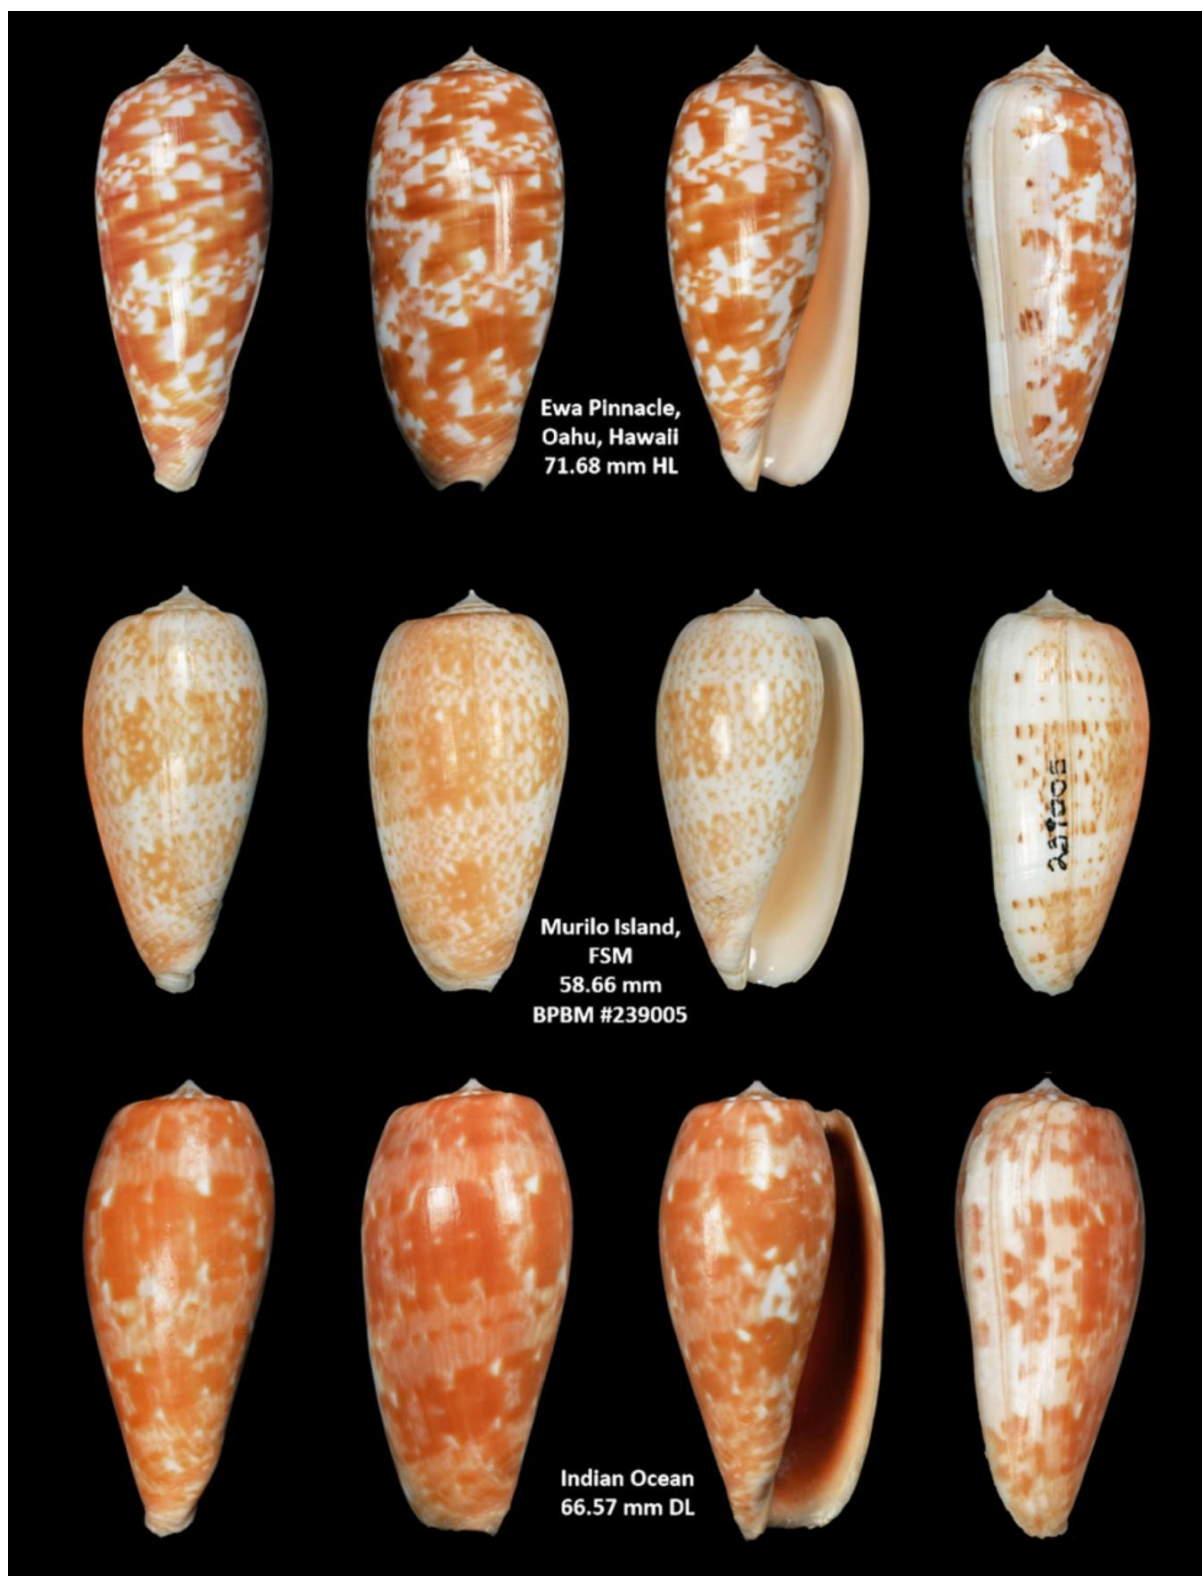 Ewa Pinnacle,
Oahu, Hawaii
71.68 mm HL
239005
Murilo Island,
FSM
58.66 mm
BPBM #239005
Indian Ocean
66.57 mm DL